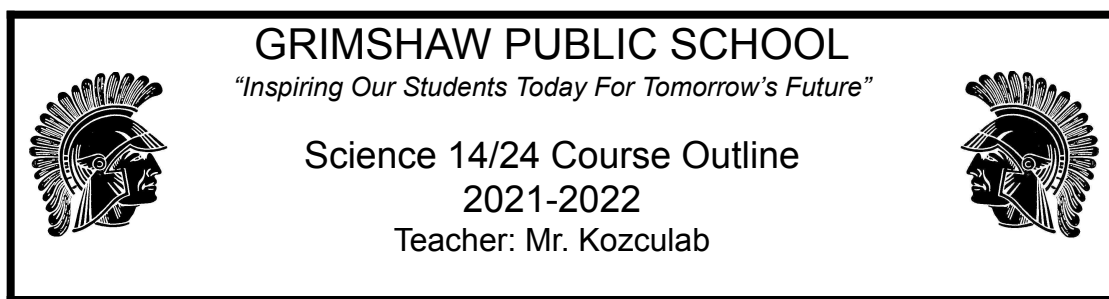 GRIMSHAW PUBLIC SCHOOL
“Inspiring Our Students Today For Tomorrow’s Future”
Science 14/24 Course Outline
2021-2022
Teacher: Mr. Kozculab